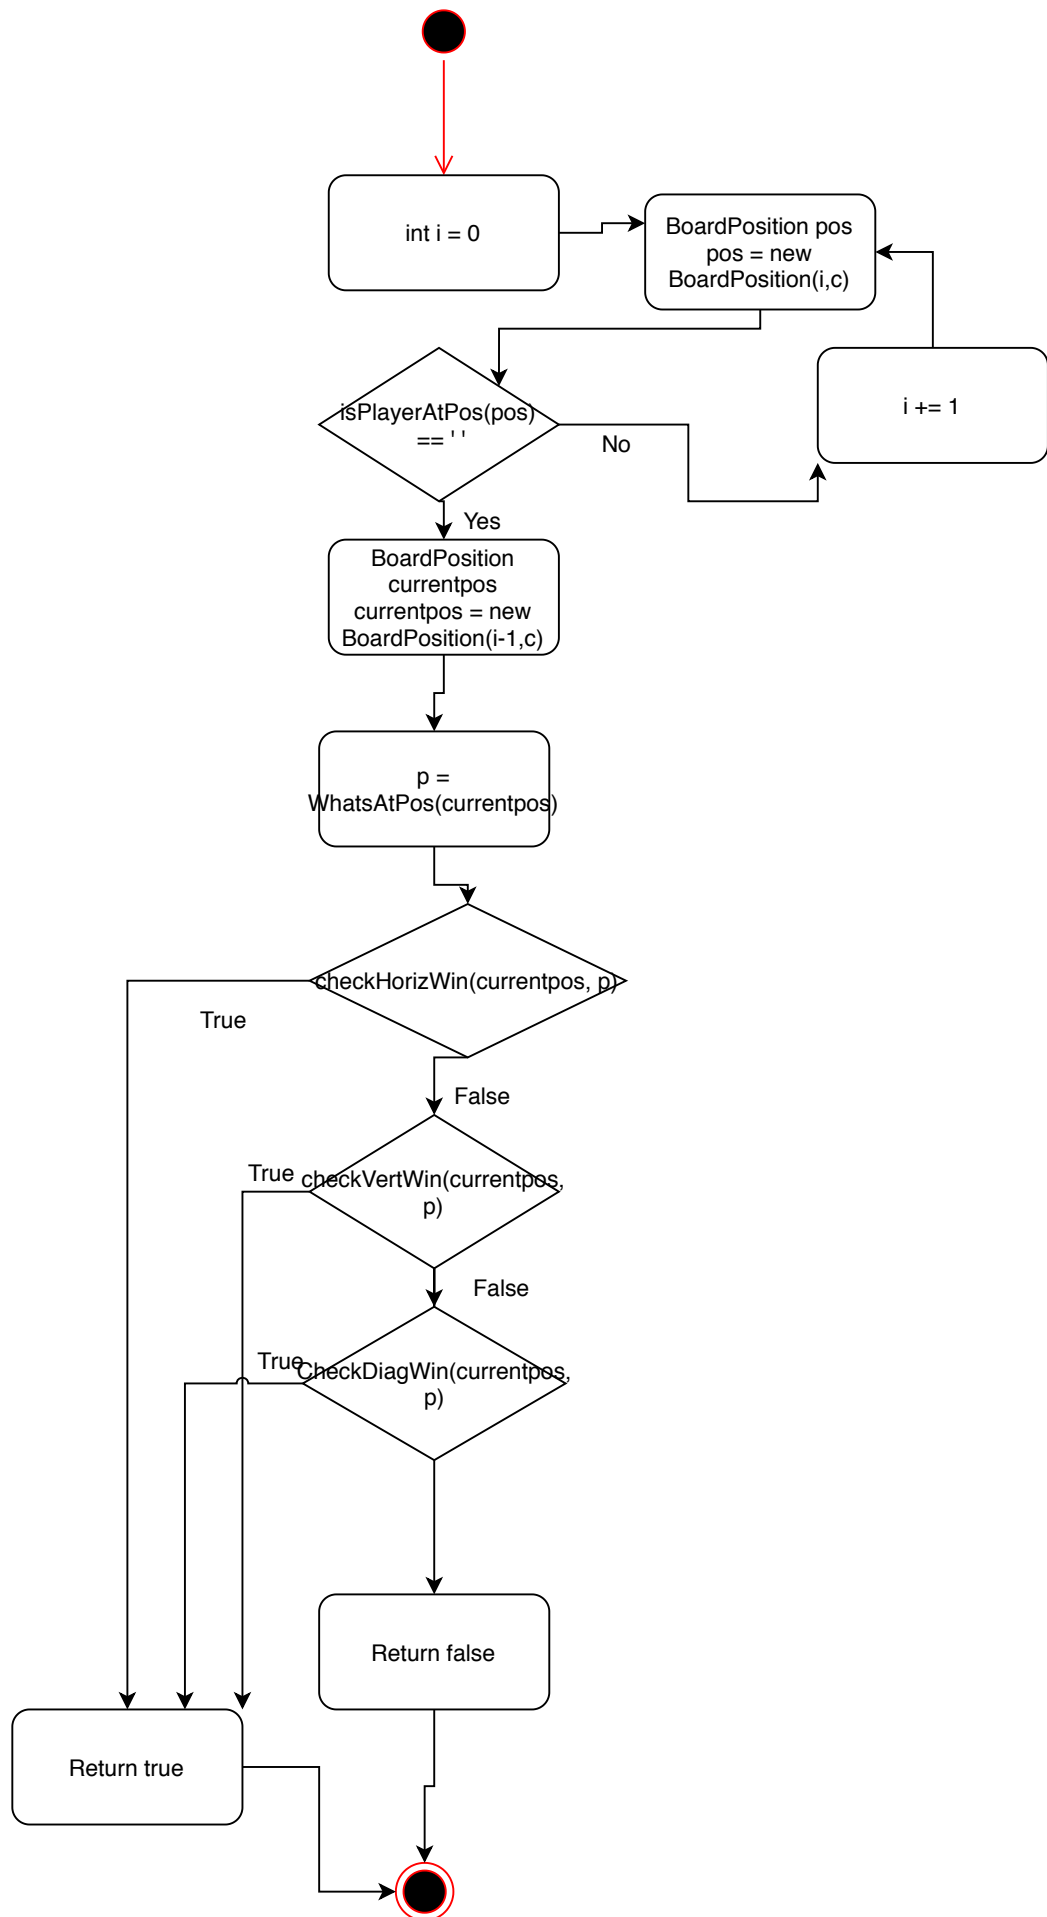 int i = 0
BoardPosition pos
pos = new
BoardPosition(i,c)
i += 1
isPlayerAtPos(pos)
== ' '
No
Yes
BoardPosition
currentpos
currentpos = new
BoardPosition(i-1,c)
p =
WhatsAtPos(currentpos)
checkHorizWin(currentpos, p)
True
False
True
checkVertWin(currentpos,
p)
False
True
CheckDiagWin(currentpos,
p)
Return false
Return true